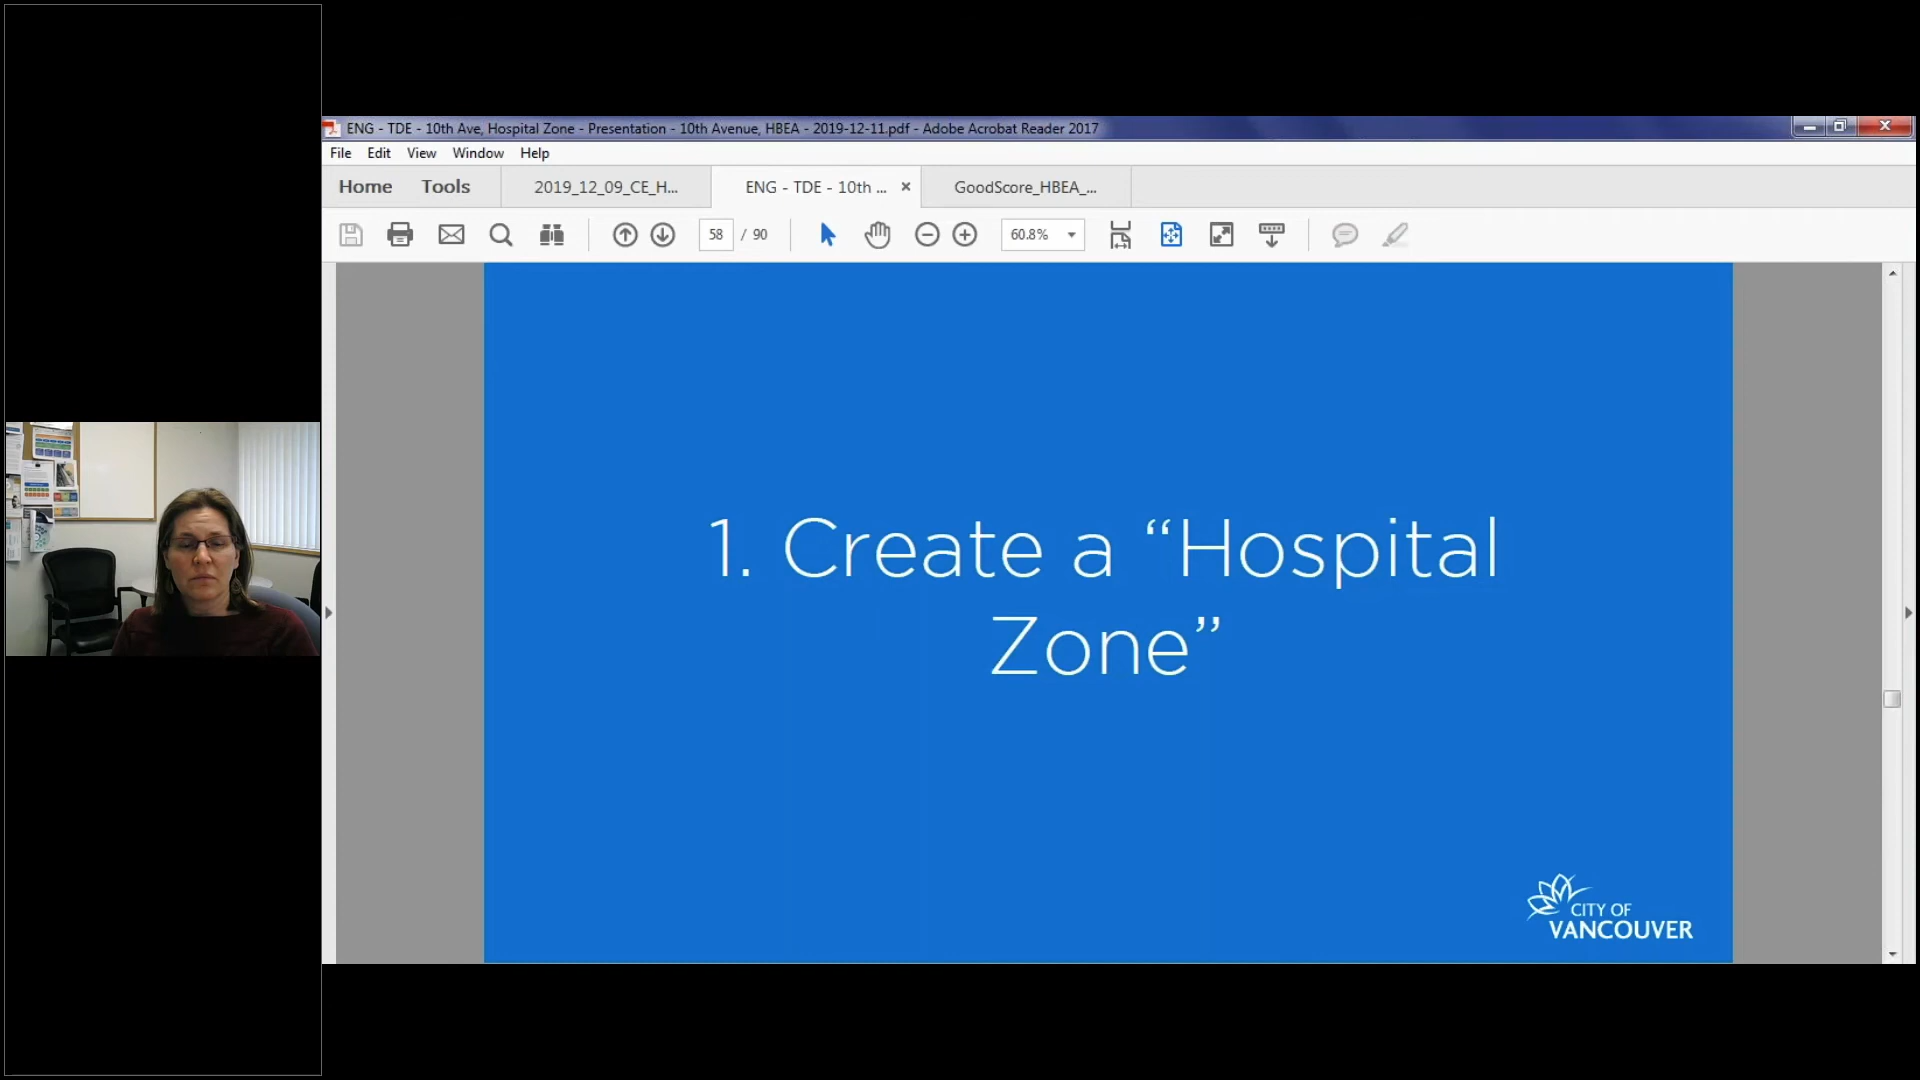 ENG - TDE - 10th Ave, Hospital Zone - Presentation - 10th Avenue, HBEA - 2019-12-11.pdf - Adobe Acrobat Reader 2017
File Edit View Window Help
Home Tools 2019_12_09_CE_H... ENG - TDE - 10th ... GoodScore_HBEA_...
58 / 90 60.8%
1. Create a “Hospital
Zone”
CITY OF
VANCOUVER